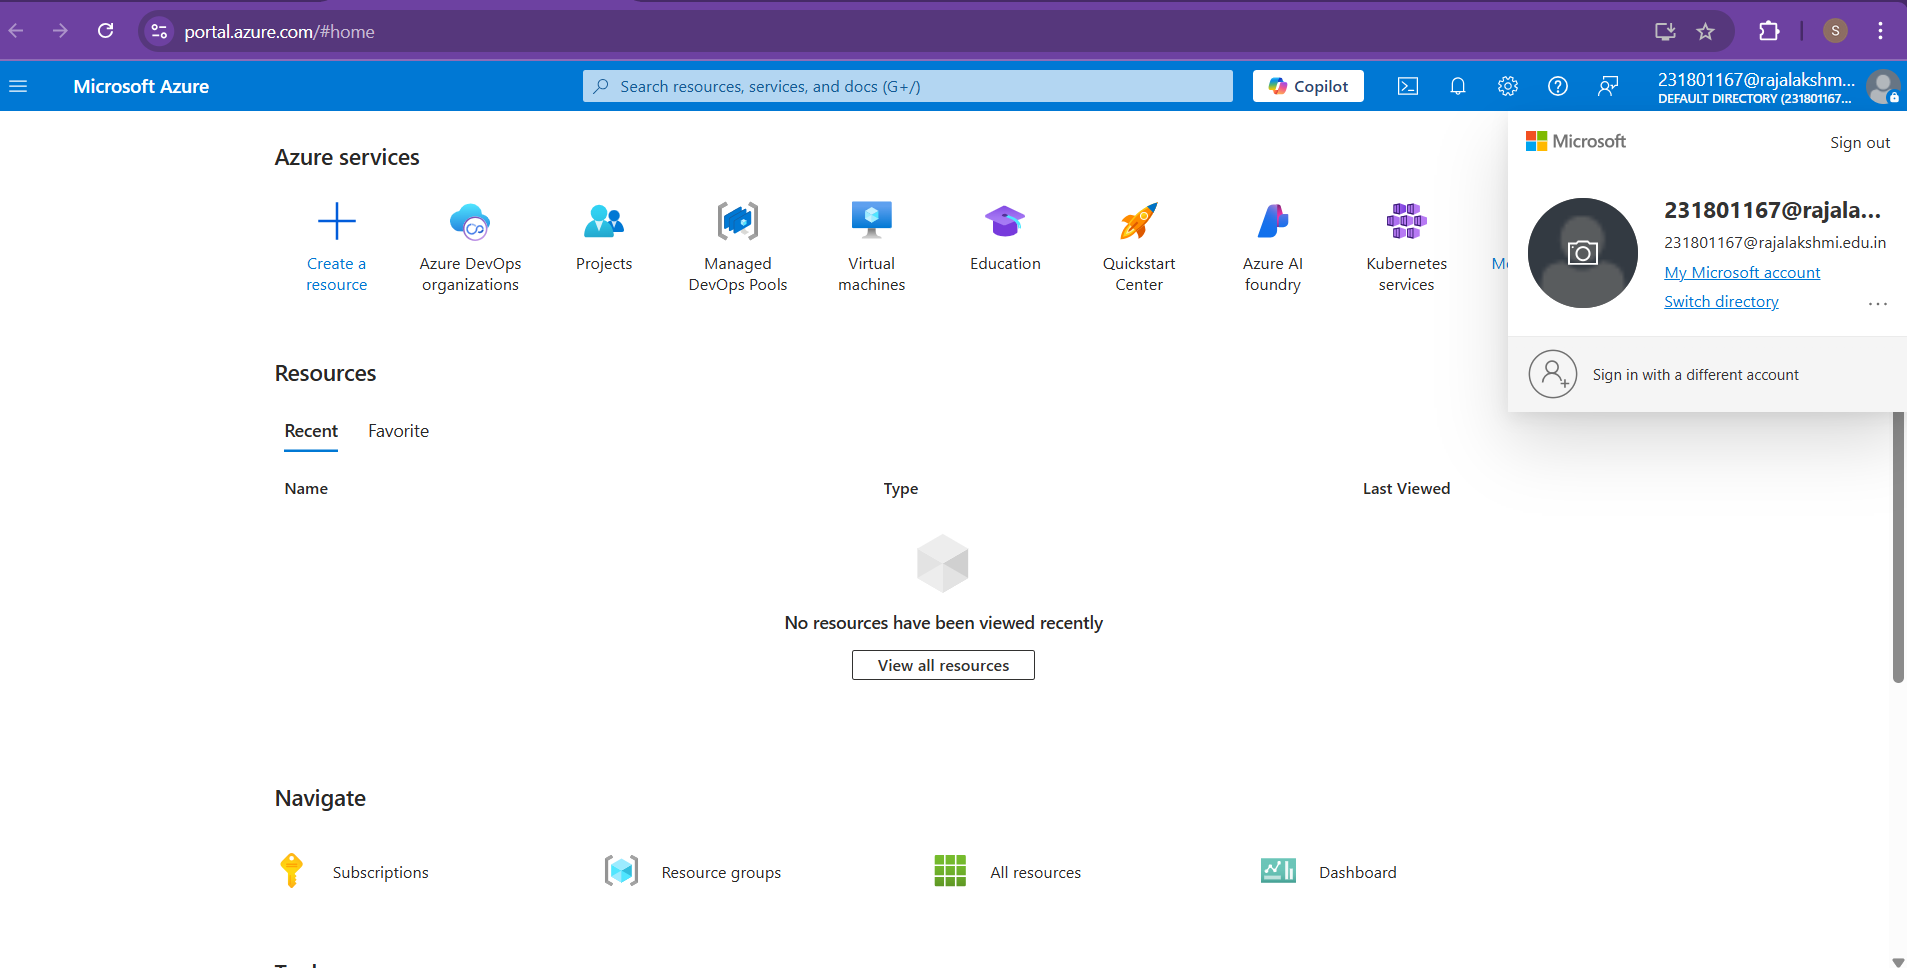 portal.azure.com/#home
S
Microsoft Azure
Search resources, services, and docs (G+/)
Copilot
231801167@rajalakshm...
DEFAULT DIRECTORY (231801167...
Microsoft
Sign out
231801167@rajala...
231801167@rajalakshmi.edu.in
My Microsoft account
Switch directory
...
Sign in with a different account
Azure services
Create a
resource
Azure DevOps
organizations
Projects
Managed
DevOps Pools
Virtual
machines
Education
Quickstart
Center
Azure AI
foundry
Kubernetes
services
Resources
Recent
Favorite
Name
Type
Last Viewed
No resources have been viewed recently
View all resources
Navigate
Subscriptions
Resource groups
All resources
Dashboard